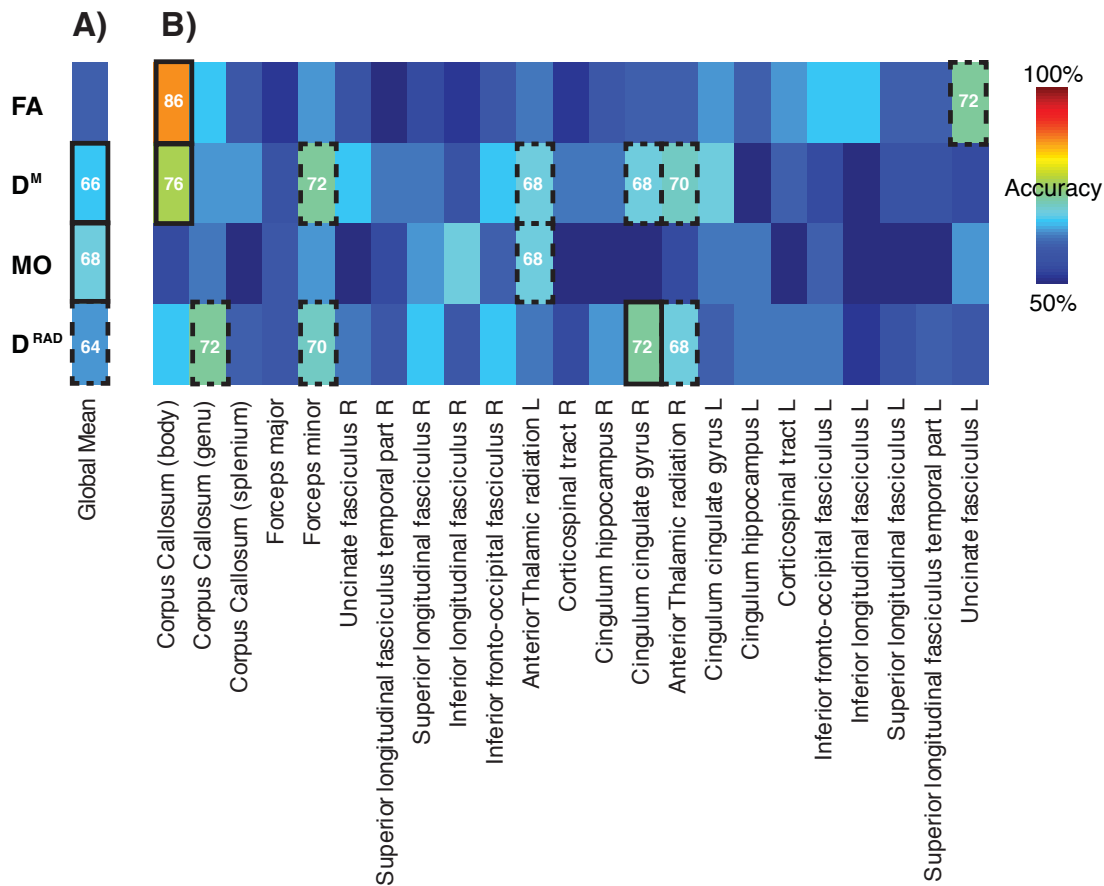 A) B)
FA 86 72 100%
D^M 66 76 72 68 68 70 Accuracy
MO 68 68 50%
D^RAD 64 72 70 72 68
Global Mean
Corpus Callosum (body)
Corpus Callosum (genu)
Corpus Callosum (splenium)
Forceps major
Forceps minor
Uncinate fasciculus R
Superior longitudinal fasciculus temporal part R
Superior longitudinal fasciculus R
Inferior longitudinal fasciculus R
Inferior fronto-occipital fasciculus R
Anterior Thalamic radiation L
Corticospinal tract R
Cingulum hippocampus R
Cingulum cingulate gyrus R
Anterior Thalamic radiation R
Cingulum cingulate gyrus L
Cingulum hippocampus L
Corticospinal tract L
Inferior fronto-occipital fasciculus L
Inferior longitudinal fasciculus L
Superior longitudinal fasciculus L
Superior longitudinal fasciculus temporal part L
Uncinate fasciculus L